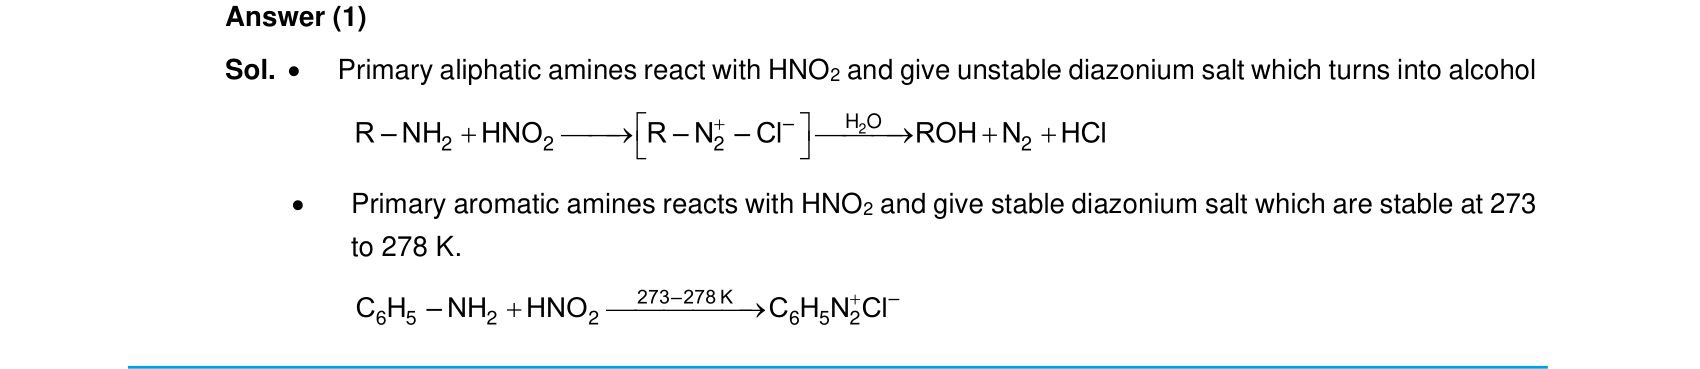 Answer (1)
Sol. • Primary aliphatic amines react with HNO₂ and give unstable diazonium salt which turns into alcohol
R – NH₂ + HNO₂ ⟶ [R – N₂⁺ – Cl⁻] —H₂O→ ROH + N₂ + HCl
• Primary aromatic amines reacts with HNO₂ and give stable diazonium salt which are stable at 273
to 278 K.
C₆H₅ – NH₂ + HNO₂ —273–278 K→ C₆H₅N₂⁺Cl⁻